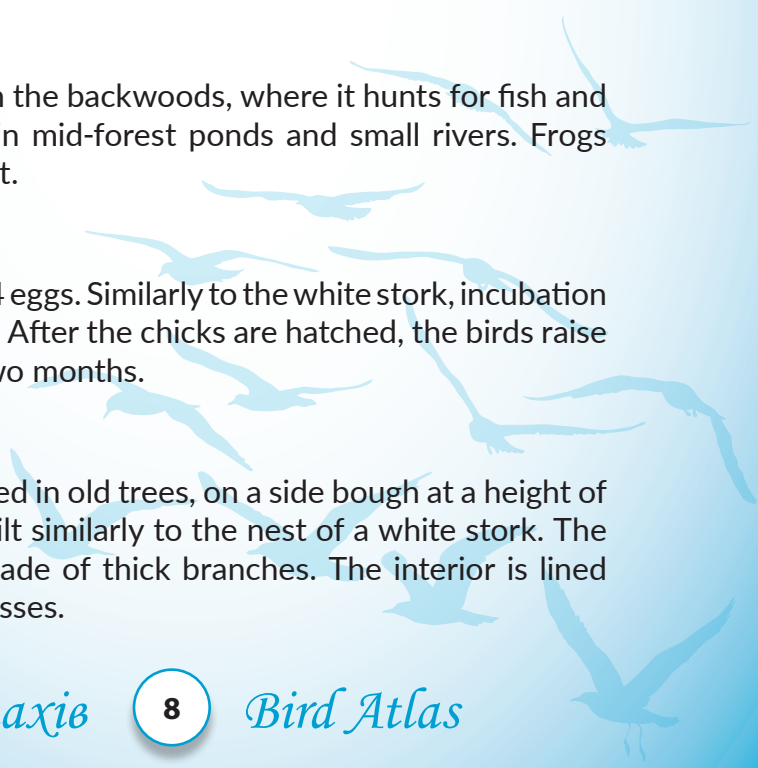 the backwoods, where it hunts for fish and
in mid-forest ponds and small rivers. Frogs
t.
4 eggs. Similarly to the white stork, incubation
After the chicks are hatched, the birds raise
wo months.
ed in old trees, on a side bough at a height of
ilt similarly to the nest of a white stork. The
ade of thick branches. The interior is lined
sses.
ахів 8 Bird Atlas